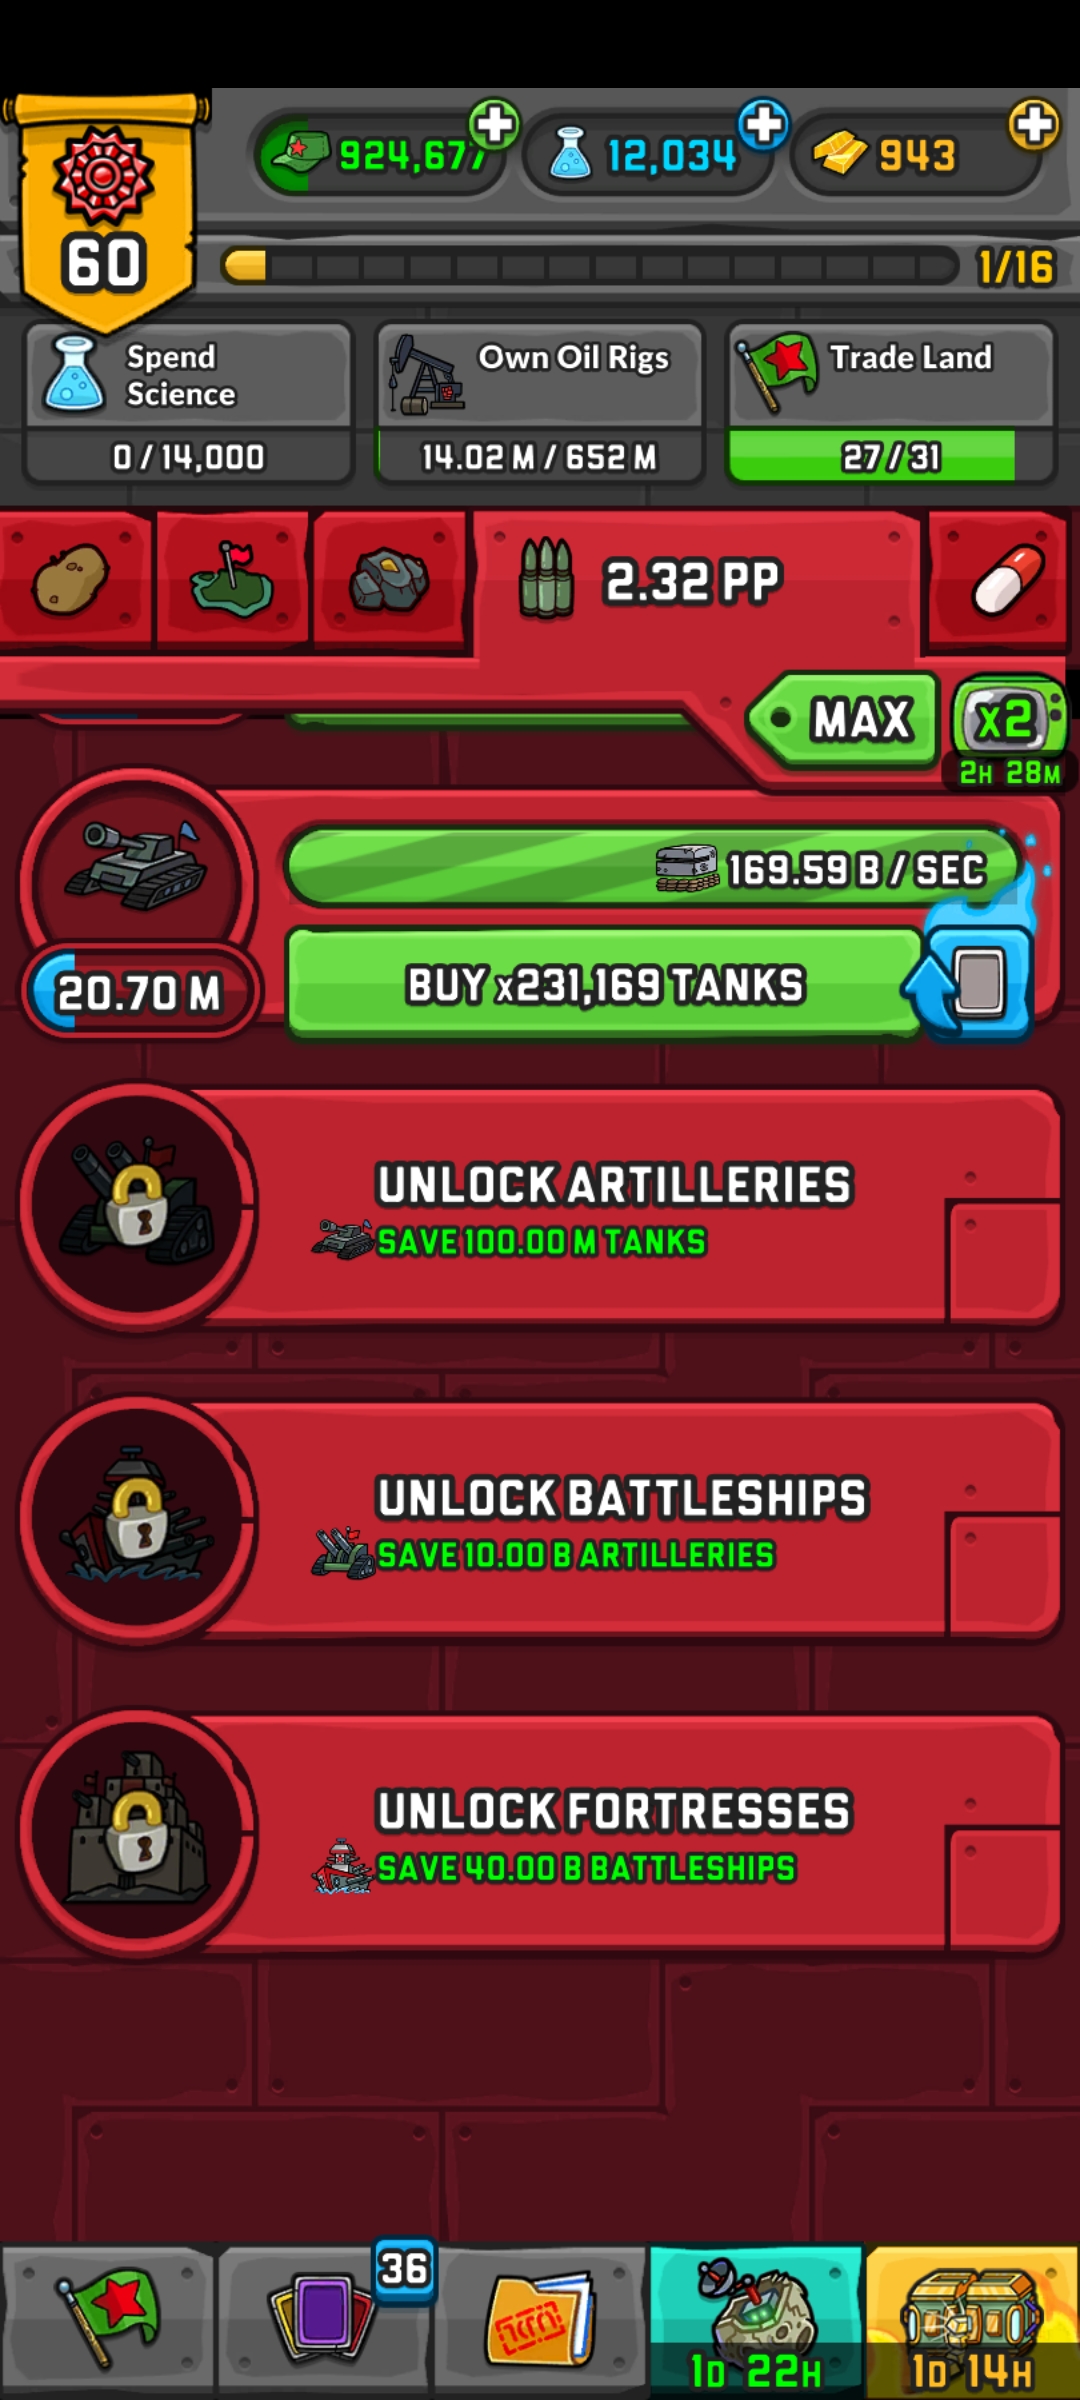 60
924,677
12,034
943
1/16
Spend
Science
0/14,000
Own Oil Rigs
14.02 M/652 M
Trade Land
27/31
2.32 PP
MAX
x2
2H 28M
169.59 B/SEC
20.70 M
BUY x231,169 TANKS
UNLOCK ARTILLERIES
SAVE 100.00 M TANKS
UNLOCK BATTLESHIPS
SAVE 10.00 B ARTILLERIES
UNLOCK FORTRESSES
SAVE 40.00 B BATTLESHIPS
36
1D 22H
1D 14H